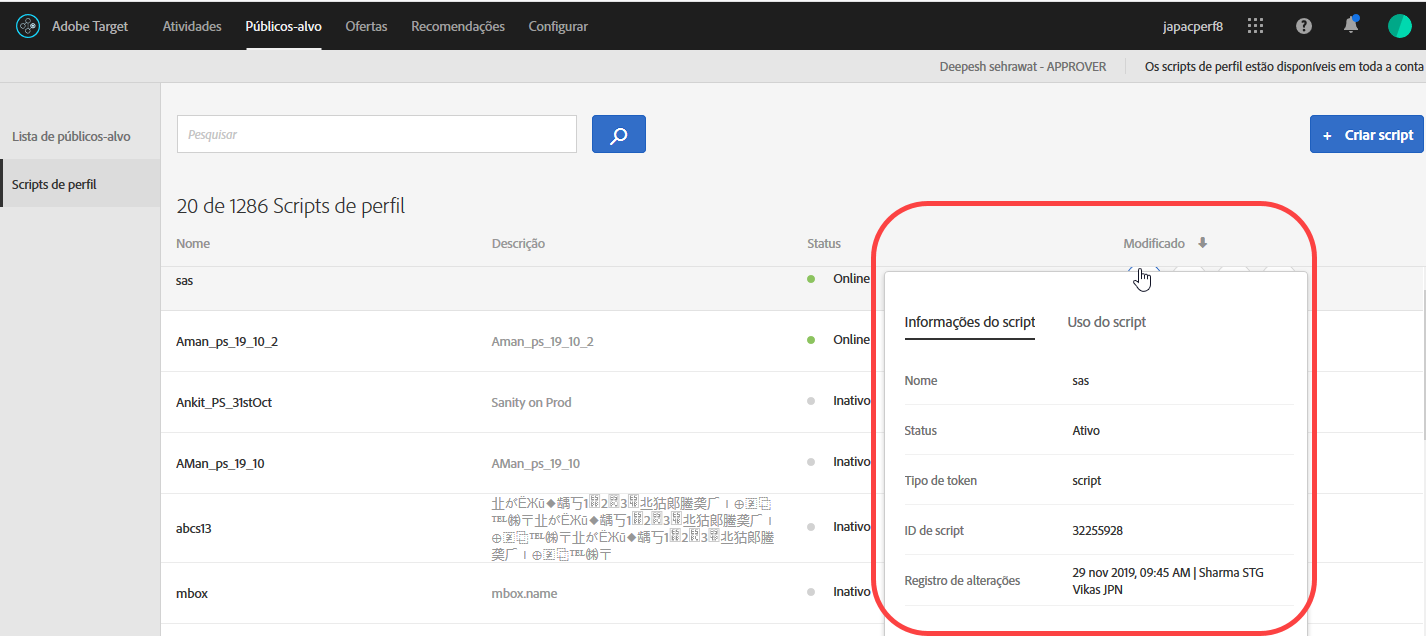 Adobe Target Atividades Públicos-alvo Ofertas Recomendações Configurar japacperf8
Deepesh sehrawat - APPROVER Os scripts de perfil estão disponíveis em toda a conta
Lista de públicos-alvo
Scripts de perfil
Pesquisar
+ Criar script
20 de 1286 Scripts de perfil
Nome Descrição Status Modificado
sas Online
Aman_ps_19_10_2 Aman_ps_19_10_2 Online
Ankit_PS_31stOct Sanity on Prod Inativo
AMan_ps_19_10 AMan_ps_19_10 Inativo
abcs13 Inativo
mbox mbox.name Inativo
Informações do script Uso do script
Nome sas
Status Ativo
Tipo de token script
ID de script 32255928
Registro de alterações 29 nov 2019, 09:45 AM | Sharma STG
Vikas JPN